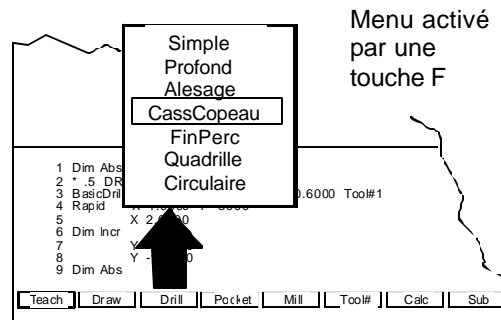 Menu activé
par une
touche F
Simple
Profond
Alesage
CassCopeau
FinPerc
Quadrille
Circulaire
1 Dim Abs
2 * .5 DR
3 BasicDril 0.6000 Tool#1
4 Rapid X
5 X 2.
6 Dim Incr
7 Y
8 Y -
9 Dim Abs
Teach Draw Drill Pocket Mill Tool# Calc Sub